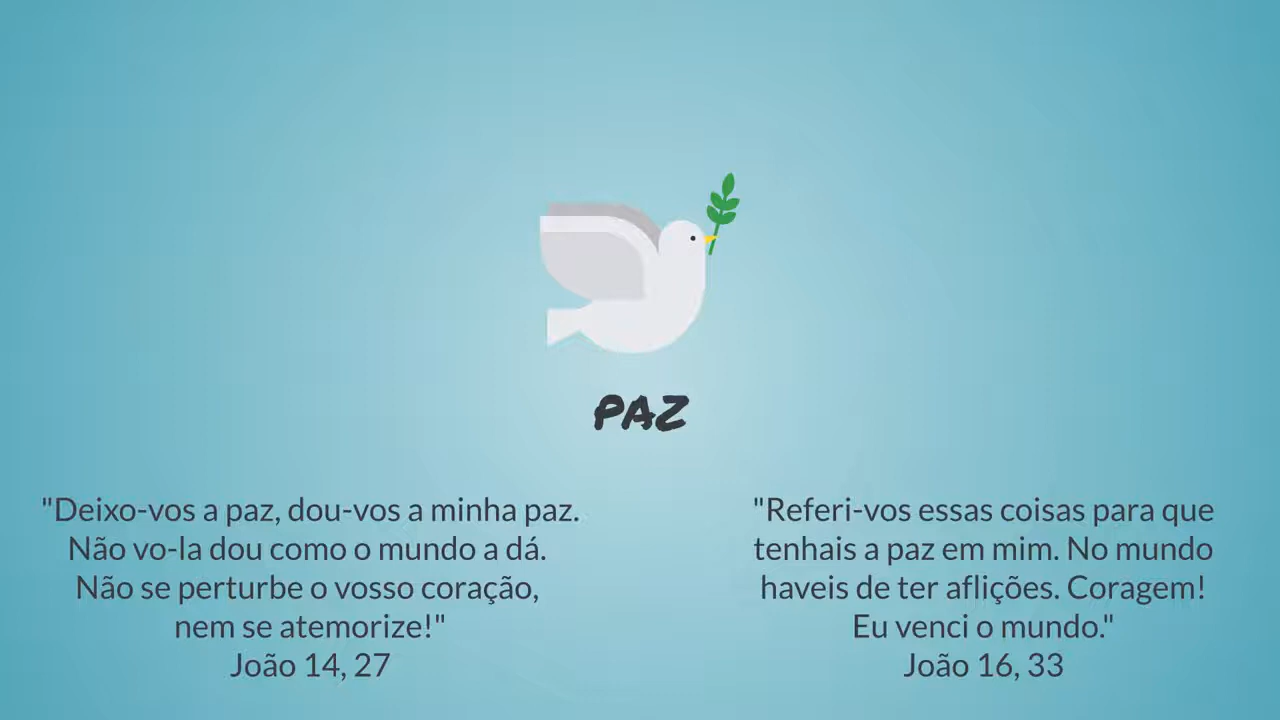 PAZ
"Deixo-vos a paz, dou-vos a minha paz.
Não vo-la dou como o mundo a dá.
Não se perturbe o vosso coração,
nem se atemorize!"
João 14, 27
"Referi-vos essas coisas para que
tenhais a paz em mim. No mundo
haveis de ter aflições. Coragem!
Eu venci o mundo."
João 16, 33